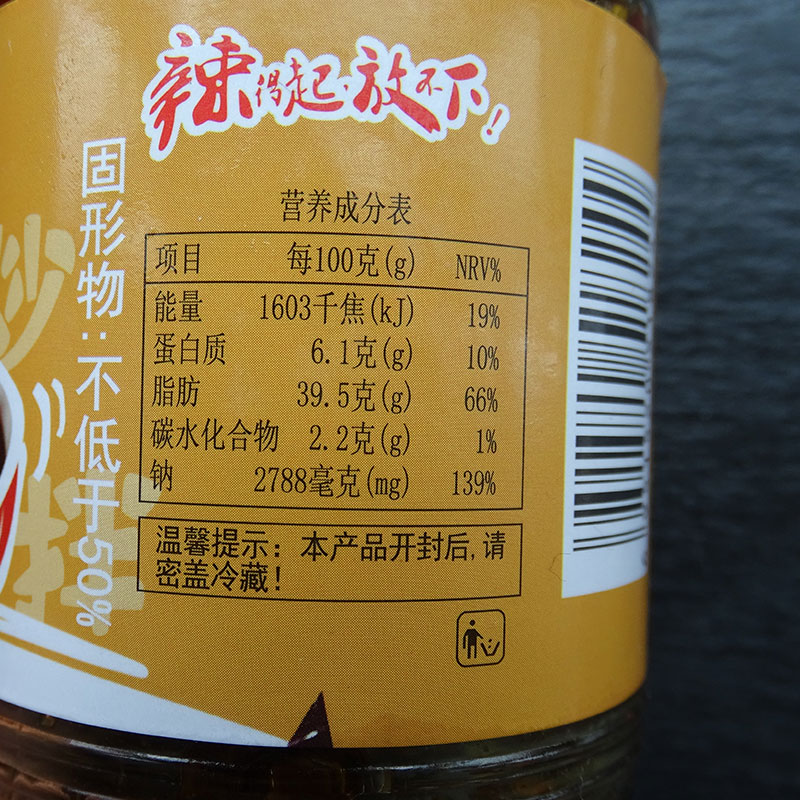 辣得起·放不下!
固形物:不低于50%
营养成分表
项目 每100克(g) NRV%
能量 1603千焦(kJ) 19%
蛋白质 6.1克(g) 10%
脂肪 39.5克(g) 66%
碳水化合物 2.2克(g) 1%
钠 2788毫克(mg) 139%
温馨提示:本产品开封后,请
密盖冷藏!